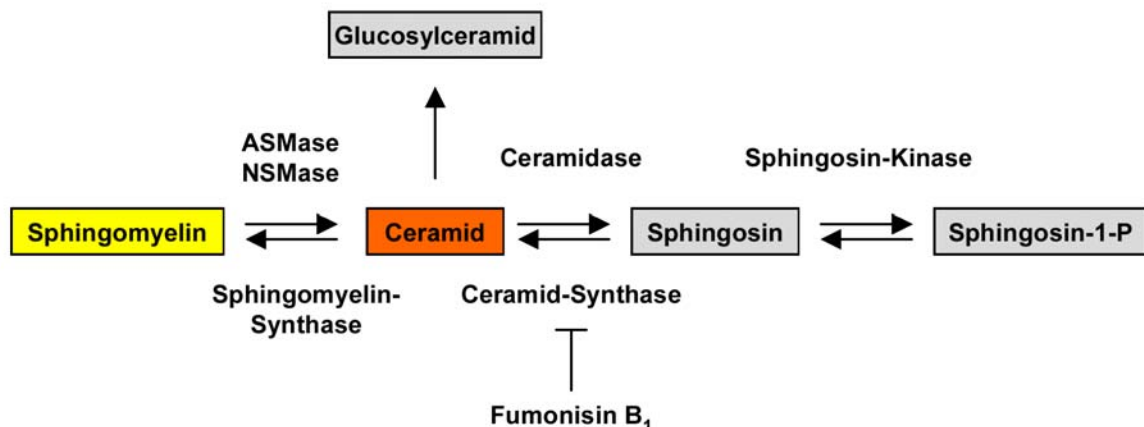 Glucosylceramid
ASMase
NSMase
Ceramidase
Sphingosin-Kinase
Sphingomyelin
Ceramid
Sphingosin
Sphingosin-1-P
Sphingomyelin-
Synthase
Ceramid-Synthase
Fumonisin B₁